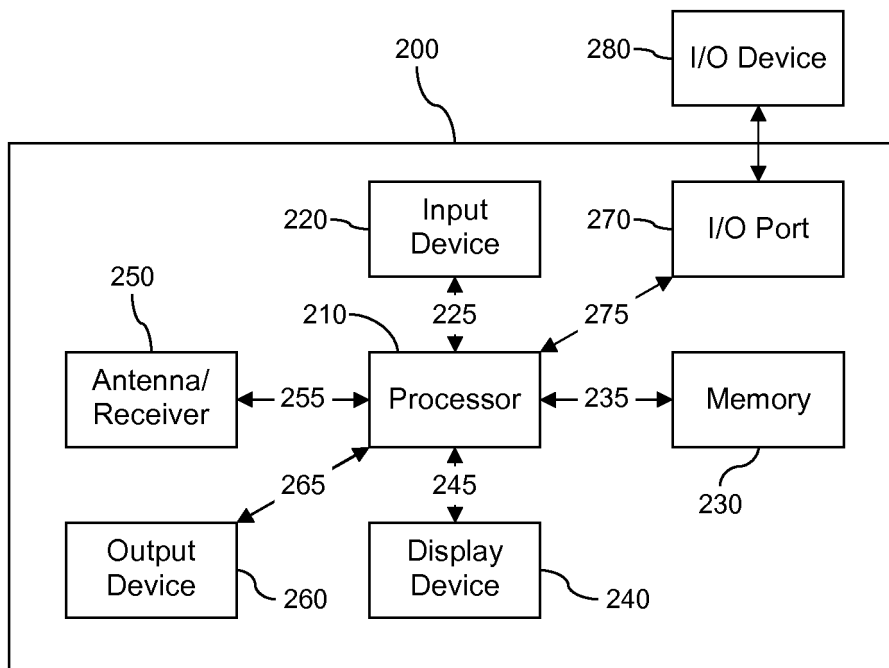 280
I/O Device
200
220
Input
Device
270
I/O Port
250
210
225
275
Antenna/
Receiver
255
Processor
235
Memory
265
245
230
Output
Device
260
Display
Device
240